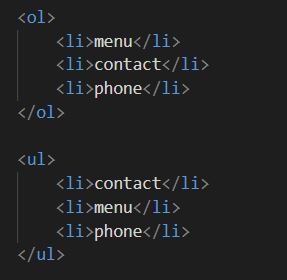 <ol>
    <li>menu</li>
    <li>contact</li>
    <li>phone</li>
</ol>

<ul>
    <li>contact</li>
    <li>menu</li>
    <li>phone</li>
</ul>